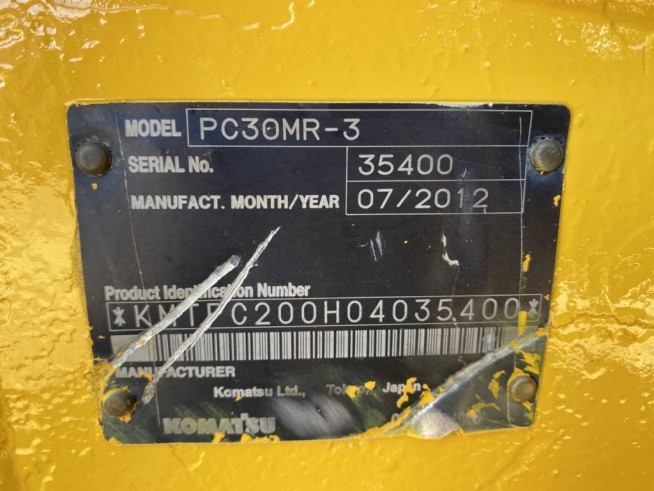 MODEL PC30MR-3
SERIAL No. 35400
MANUFACT. MONTH/YEAR 07/2012
Product Identification Number
MANUFACTURER
Komatsu Ltd., Tokyo, Japan
KOMATSU